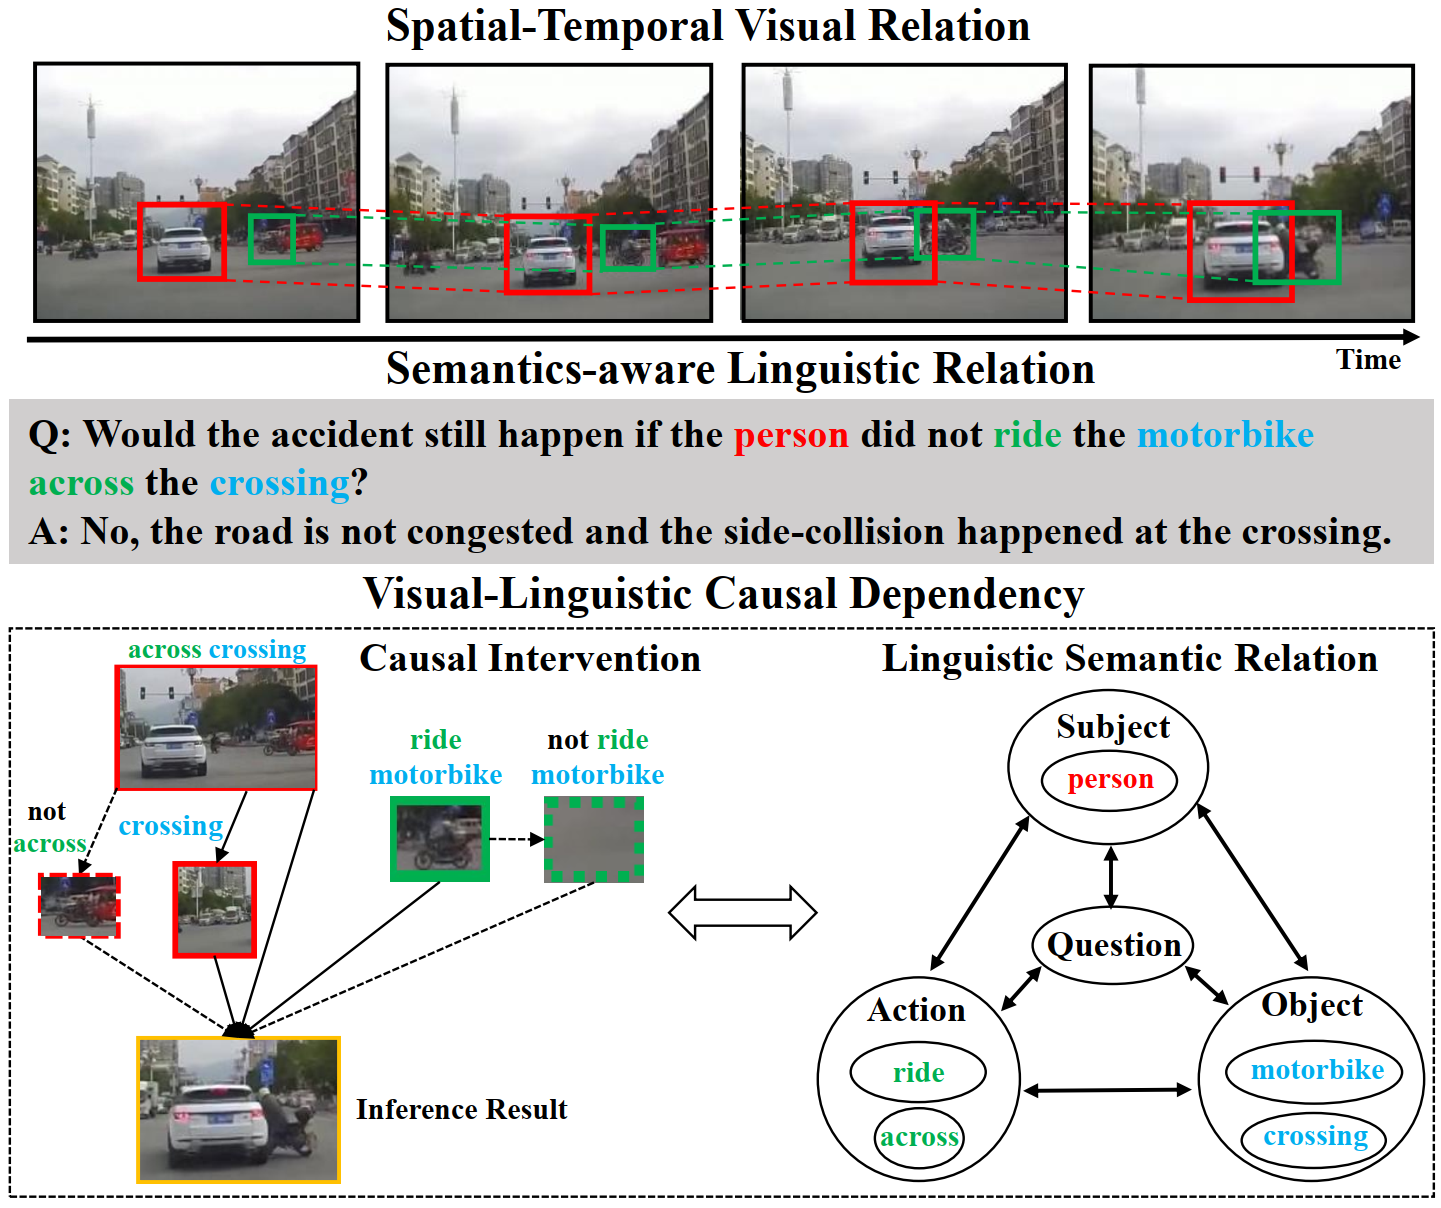 Spatial-Temporal Visual Relation
Time
Semantics-aware Linguistic Relation
Q: Would the accident still happen if the person did not ride the motorbike
across the crossing?
A: No, the road is not congested and the side-collision happened at the crossing.
Visual-Linguistic Causal Dependency
across crossing
Causal Intervention
ride
motorbike
not ride
motorbike
not
across
crossing
Inference Result
Linguistic Semantic Relation
Subject
person
Question
Action
ride
across
Object
motorbike
crossing